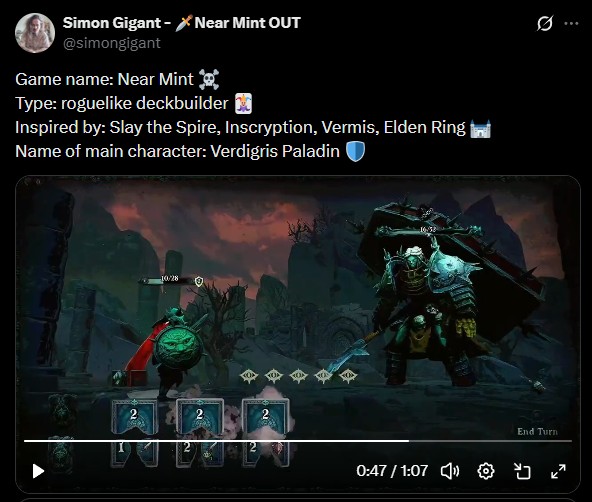 Simon Gigant - 🗡️Near Mint OUT
@simongigant
Game name: Near Mint ☠️
Type: roguelike deckbuilder 🃏
Inspired by: Slay the Spire, Inscryption, Vermis, Elden Ring 🏰
Name of main character: Verdigris Paladin 🛡️
16/52
10/28
2 2 2
1 2 2
End Turn
0:47 / 1:07